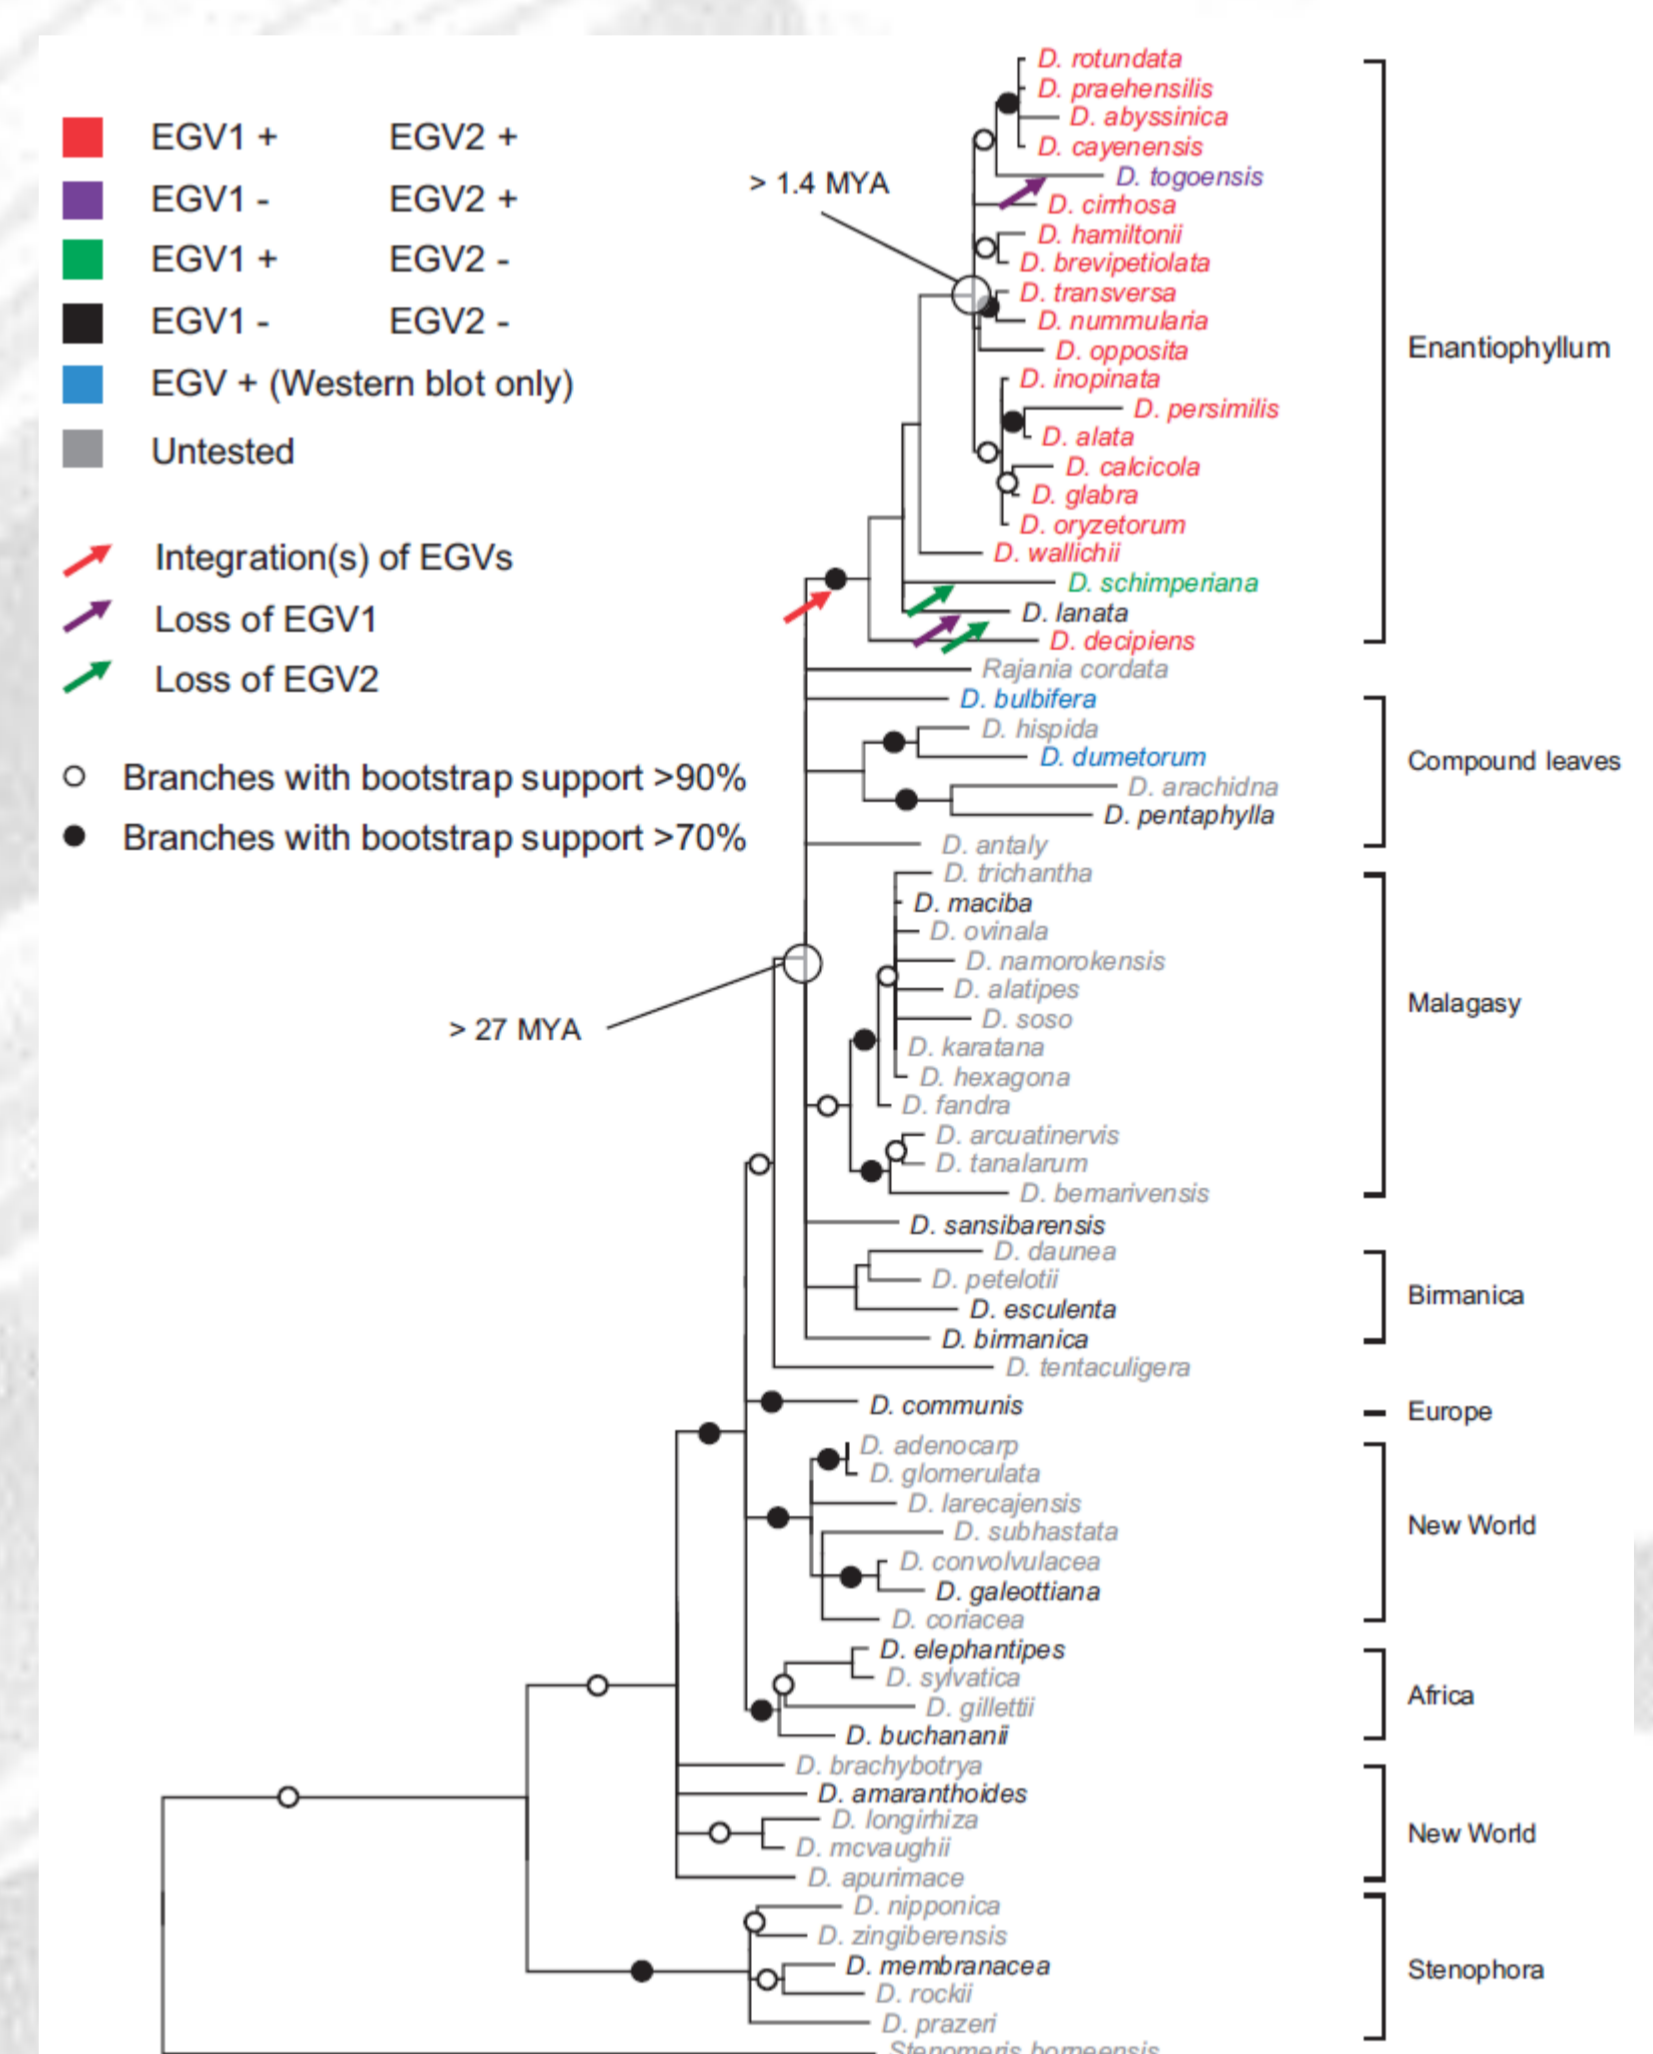 EGV1 + EGV2 +
EGV1 - EGV2 +
EGV1 + EGV2 -
EGV1 - EGV2 -
EGV + (Western blot only)
Untested
Integration(s) of EGVs
Loss of EGV1
Loss of EGV2
Branches with bootstrap support >90%
Branches with bootstrap support >70%
> 1.4 MYA
> 27 MYA
D. rotundata
D. praehensilis
D. abyssinica
D. cayenensis
D. togoensis
D. cirrhosa
D. hamiltonii
D. brevipetiolata
D. transversa
D. nummularia
D. opposita
D. inopinata
D. persimilis
D. alata
D. calcicola
D. glabra
D. oryzetorum
D. wallichii
D. schimperiana
D. lanata
D. decipiens
Enantiophyllum
Rajania cordata
D. bulbifera
D. hispida
D. dumetorum
D. arachidna
D. pentaphylla
Compound leaves
D. antaly
D. trichantha
D. maciba
D. ovinala
D. namorokensis
D. alatipes
D. soso
D. karatana
D. hexagona
D. fandra
D. arcuatinervis
D. tanalarum
D. bemarivensis
Malagasy
D. sansibarensis
D. daunea
D. petelotii
D. esculenta
D. birmanica
Birmanica
D. tentaculigera
D. communis
Europe
D. adenocarp
D. glomerulata
D. larecajensis
D. subhastata
D. convolvulacea
D. galeottiana
D. coriacea
New World
D. elephantipes
D. sylvatica
D. gillettii
D. buchananii
Africa
D. brachybotrya
D. amaranthoides
D. longirhiza
D. mcvaughii
D. apurimace
New World
D. nipponica
D. zingiberensis
D. membranacea
D. rockii
D. prazeri
Stenophora
Stenomeris borneensis